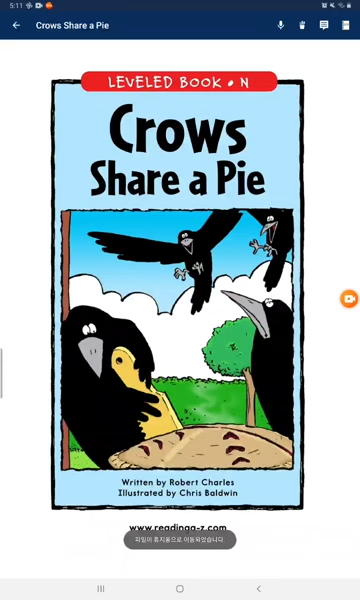 5:11
Crows Share a Pie
LEVELED BOOK • N
Crows
Share a Pie
Written by Robert Charles
Illustrated by Chris Baldwin
www.readinga-z.com
파일이 휴지통으로 이동되었습니다